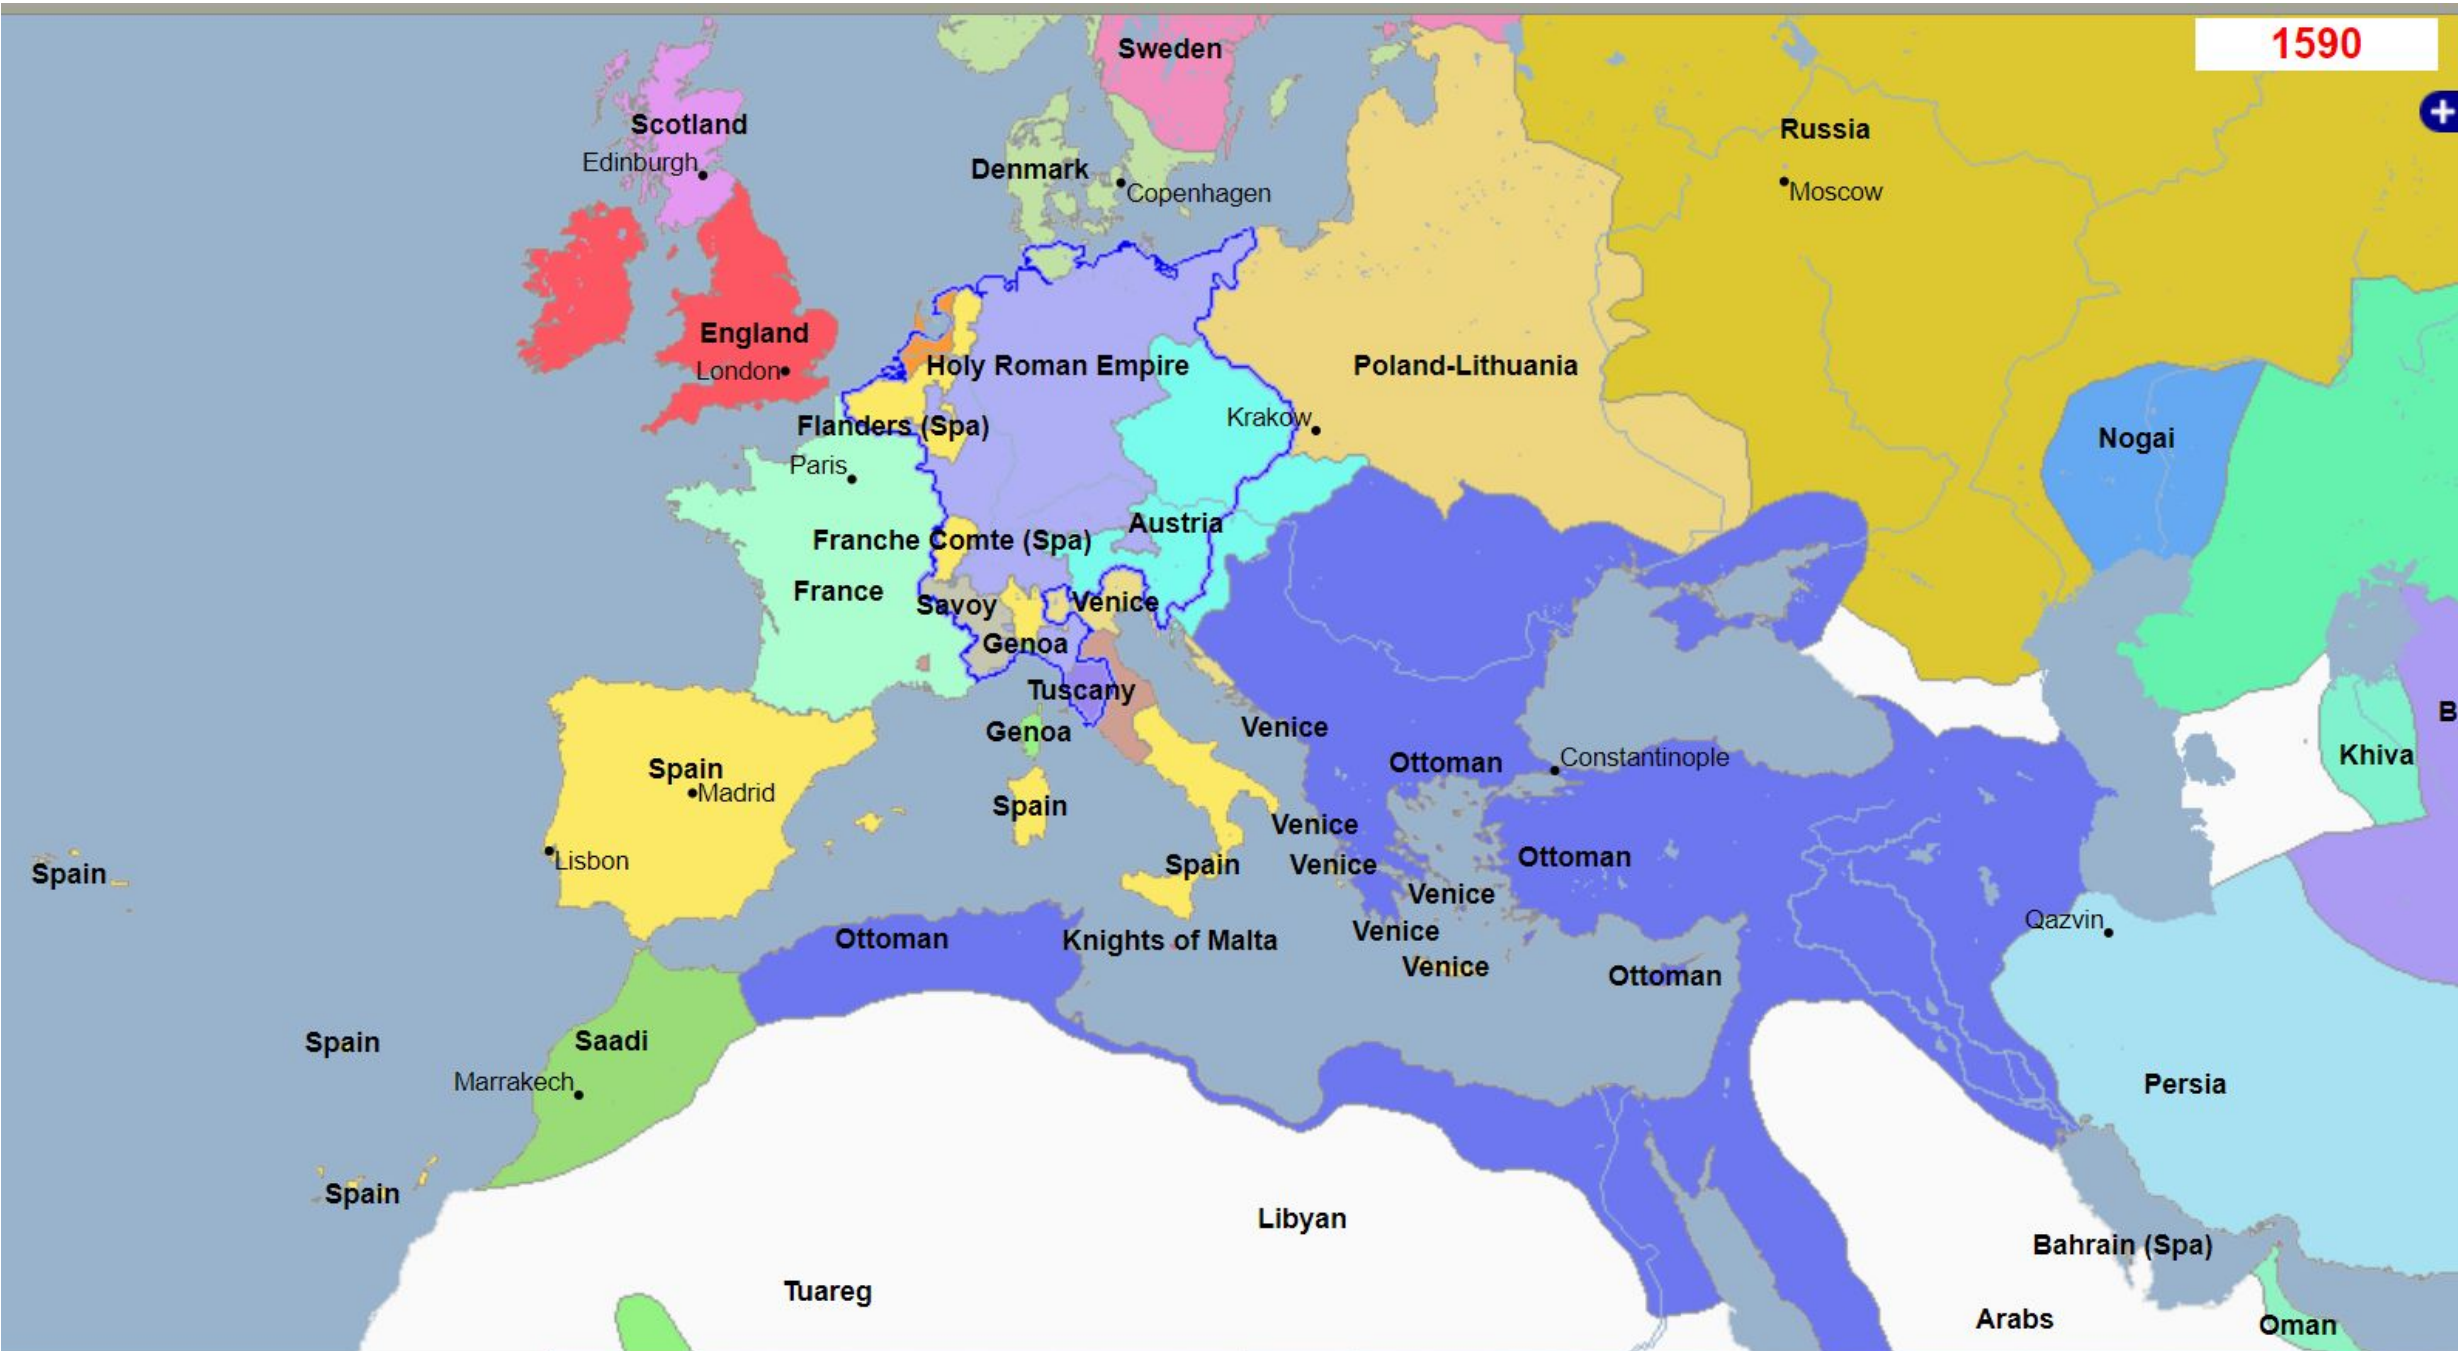 1590
Sweden
Scotland
Edinburgh
Denmark
Copenhagen
Russia
Moscow
England
London
Holy Roman Empire
Poland-Lithuania
Flanders (Spa)
Krakow
Nogai
Paris
Austria
Franche Comte (Spa)
France
Savoy
Venice
Genoa
Tuscany
Genoa
Venice
B
Spain
Madrid
Ottoman
Constantinople
Khiva
Spain
Venice
Lisbon
Spain
Spain
Venice
Ottoman
Venice
Qazvin
Ottoman
Knights of Malta
Venice
Venice
Ottoman
Spain
Saadi
Marrakech
Persia
Spain
Libyan
Bahrain (Spa)
Tuareg
Arabs
Oman